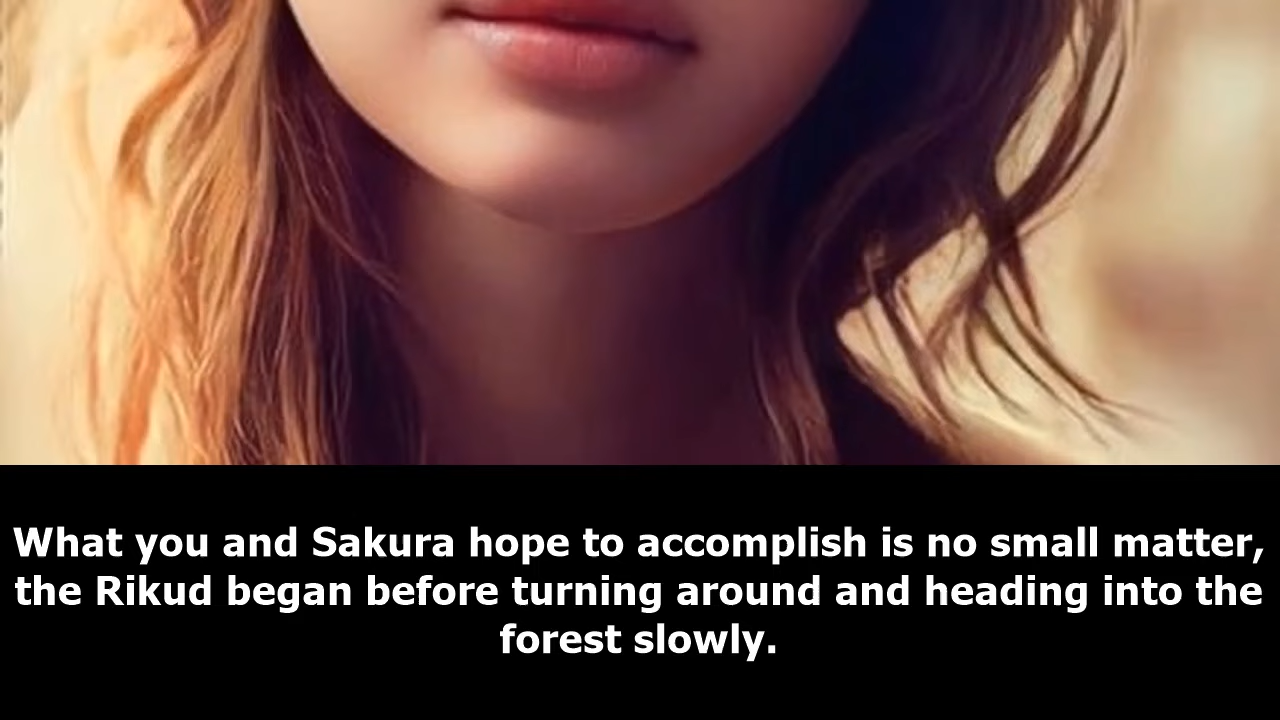 What you and Sakura hope to accomplish is no small matter,
the Rikud began before turning around and heading into the
forest slowly.